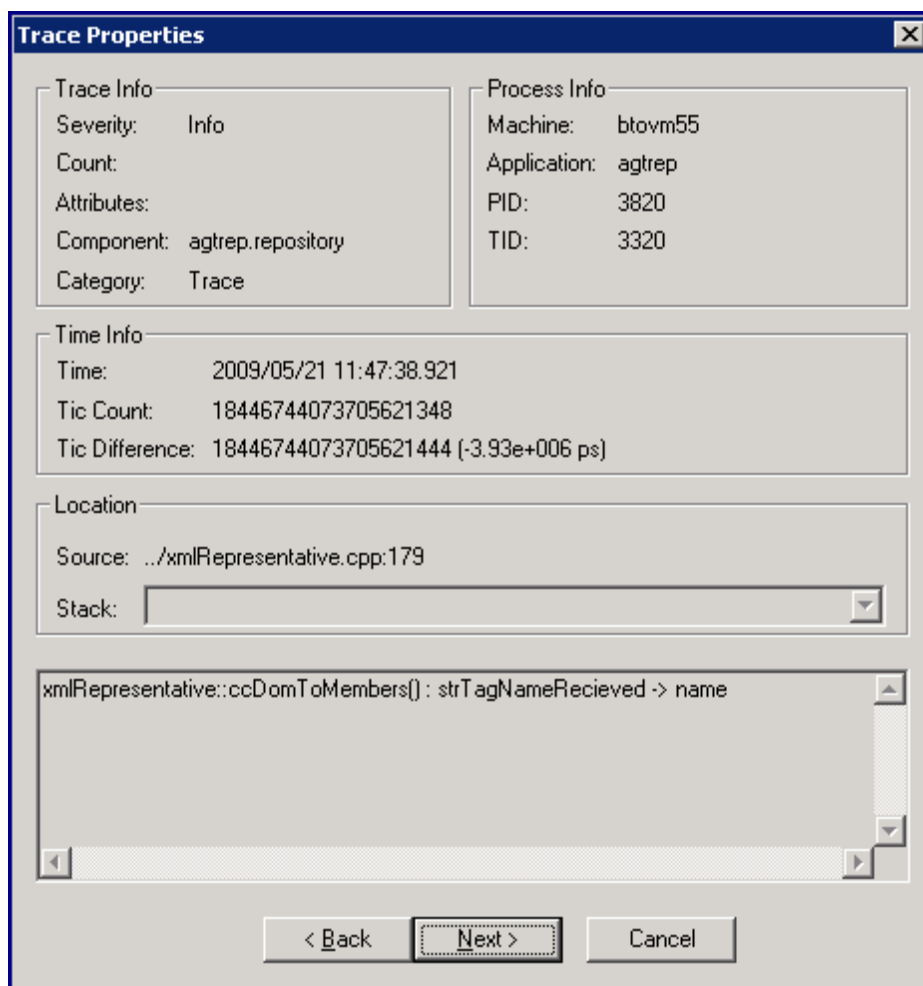 Trace Properties
Trace Info
Severity: Info
Count:
Attributes:
Component: agtrep.repository
Category: Trace
Process Info
Machine: btovm55
Application: agtrep
PID: 3820
TID: 3320
Time Info
Time: 2009/05/21 11:47:38.921
Tic Count: 18446744073705621348
Tic Difference: 18446744073705621444 (-3.93e+006 ps)
Location
Source: ../xmlRepresentative.cpp:179
Stack:
xmlRepresentative::ccDomToMembers() : strTagNameRecieved -> name
< Back
Next >
Cancel